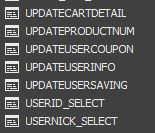 UPDATECARTDETAIL
UPDATEPRODUCTNUM
UPDATEUSERCOUPON
UPDATEUSERINFO
UPDATEUSERSAVING
USERID_SELECT
USERNICK_SELECT